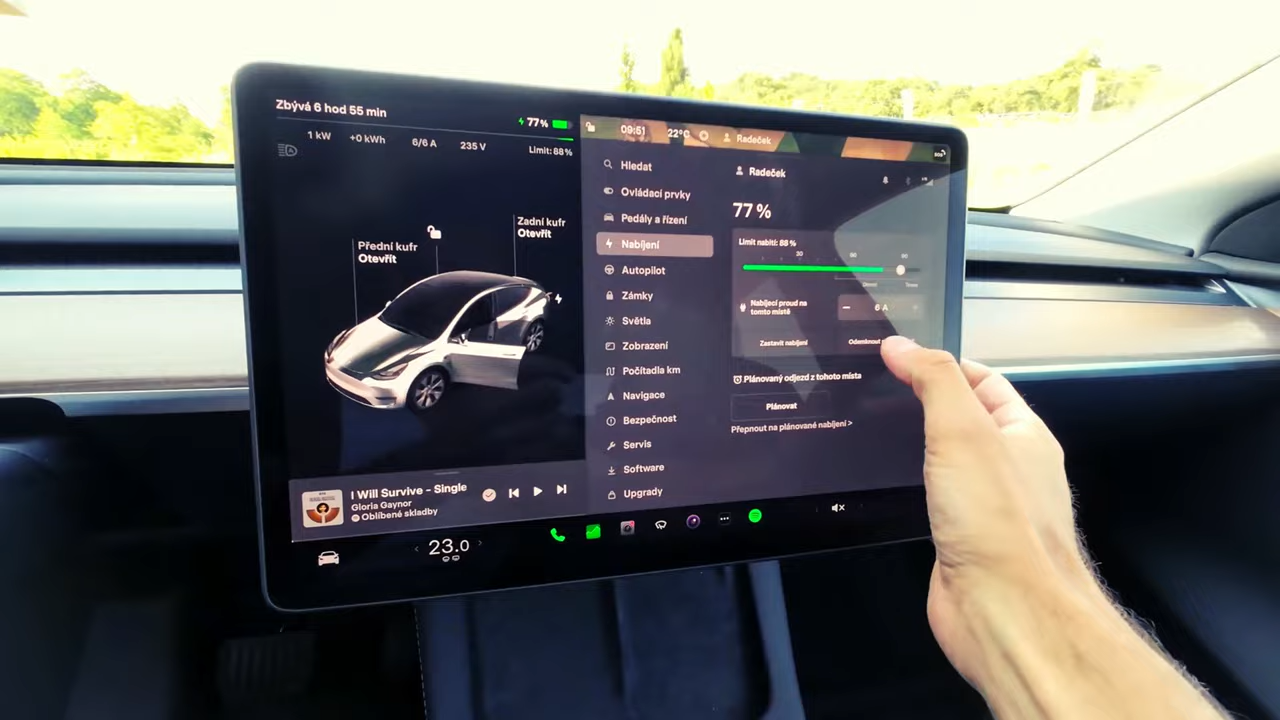 Zbývá 6 hod 55 min
77%
1 kW +0 kWh 6/6 A 235 V
Limit: 88%
Zadní kufr
Otevřít
Přední kufr
Otevřít
I Will Survive - Single
Gloria Gaynor
Oblíbené skladby
23.0
09:51 22°C Radeček
Hledat
Ovládací prvky
Pedály a řízení
Nabíjení
Autopilot
Zámky
Světla
Zobrazení
Počítadla km
Navigace
Bezpečnost
Servis
Software
Upgrady
Radeček
77 %
Limit nabití: 88 %
Nabíjecí proud na
tomto místě
6 A
Zastavit nabíjení
Plánovaný odjezd z tohoto místa
Plánovat
Přepnout na plánované nabíjení >